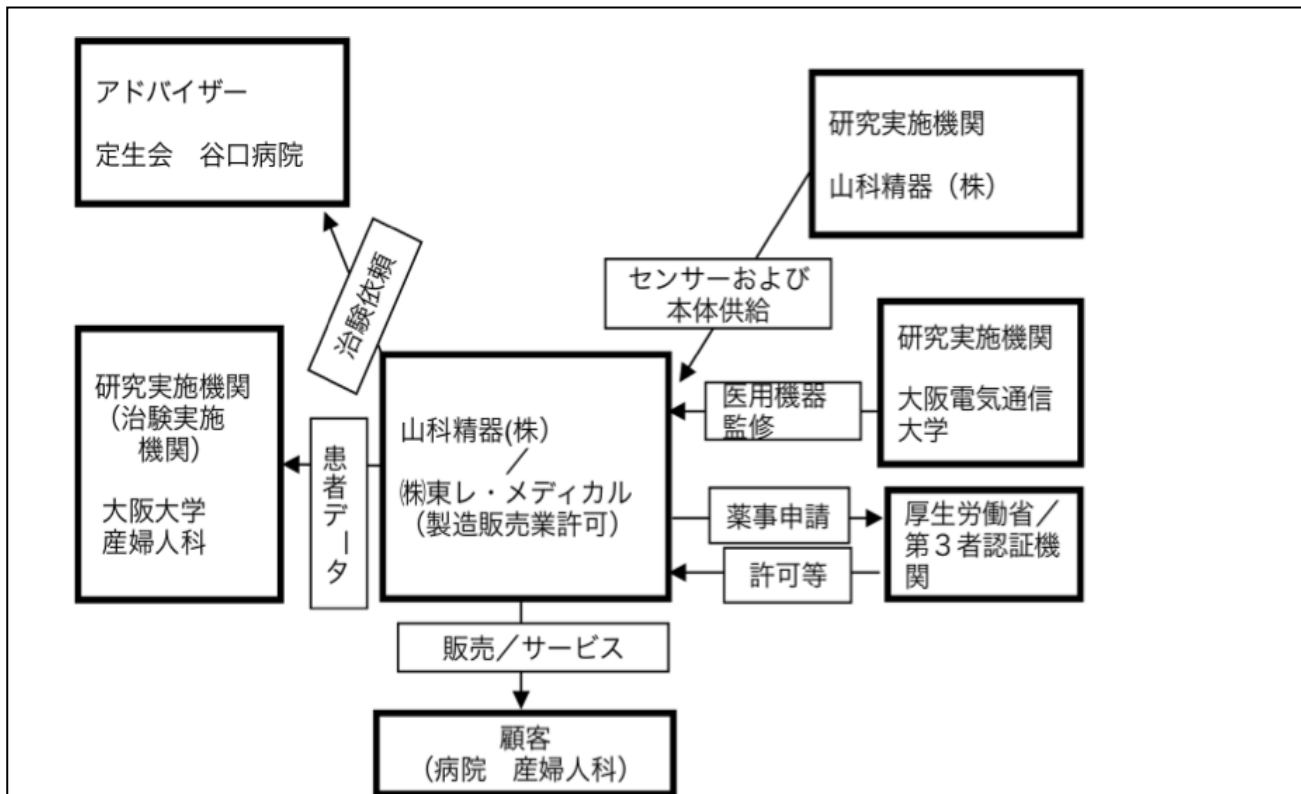 アドバイザー
定生会　谷口病院
研究実施機関
山科精器（株）
治験依頼
センサーおよび
本体供給
研究実施機関
（治験実施
機関）
大阪大学
産婦人科
患者データ
山科精器(株）
／
㈱東レ・メディカル
（製造販売業許可）
医用機器
監修
研究実施機関
大阪電気通信
大学
薬事申請
許可等
厚生労働省／
第３者認証機
関
販売／サービス
顧客
（病院　産婦人科）